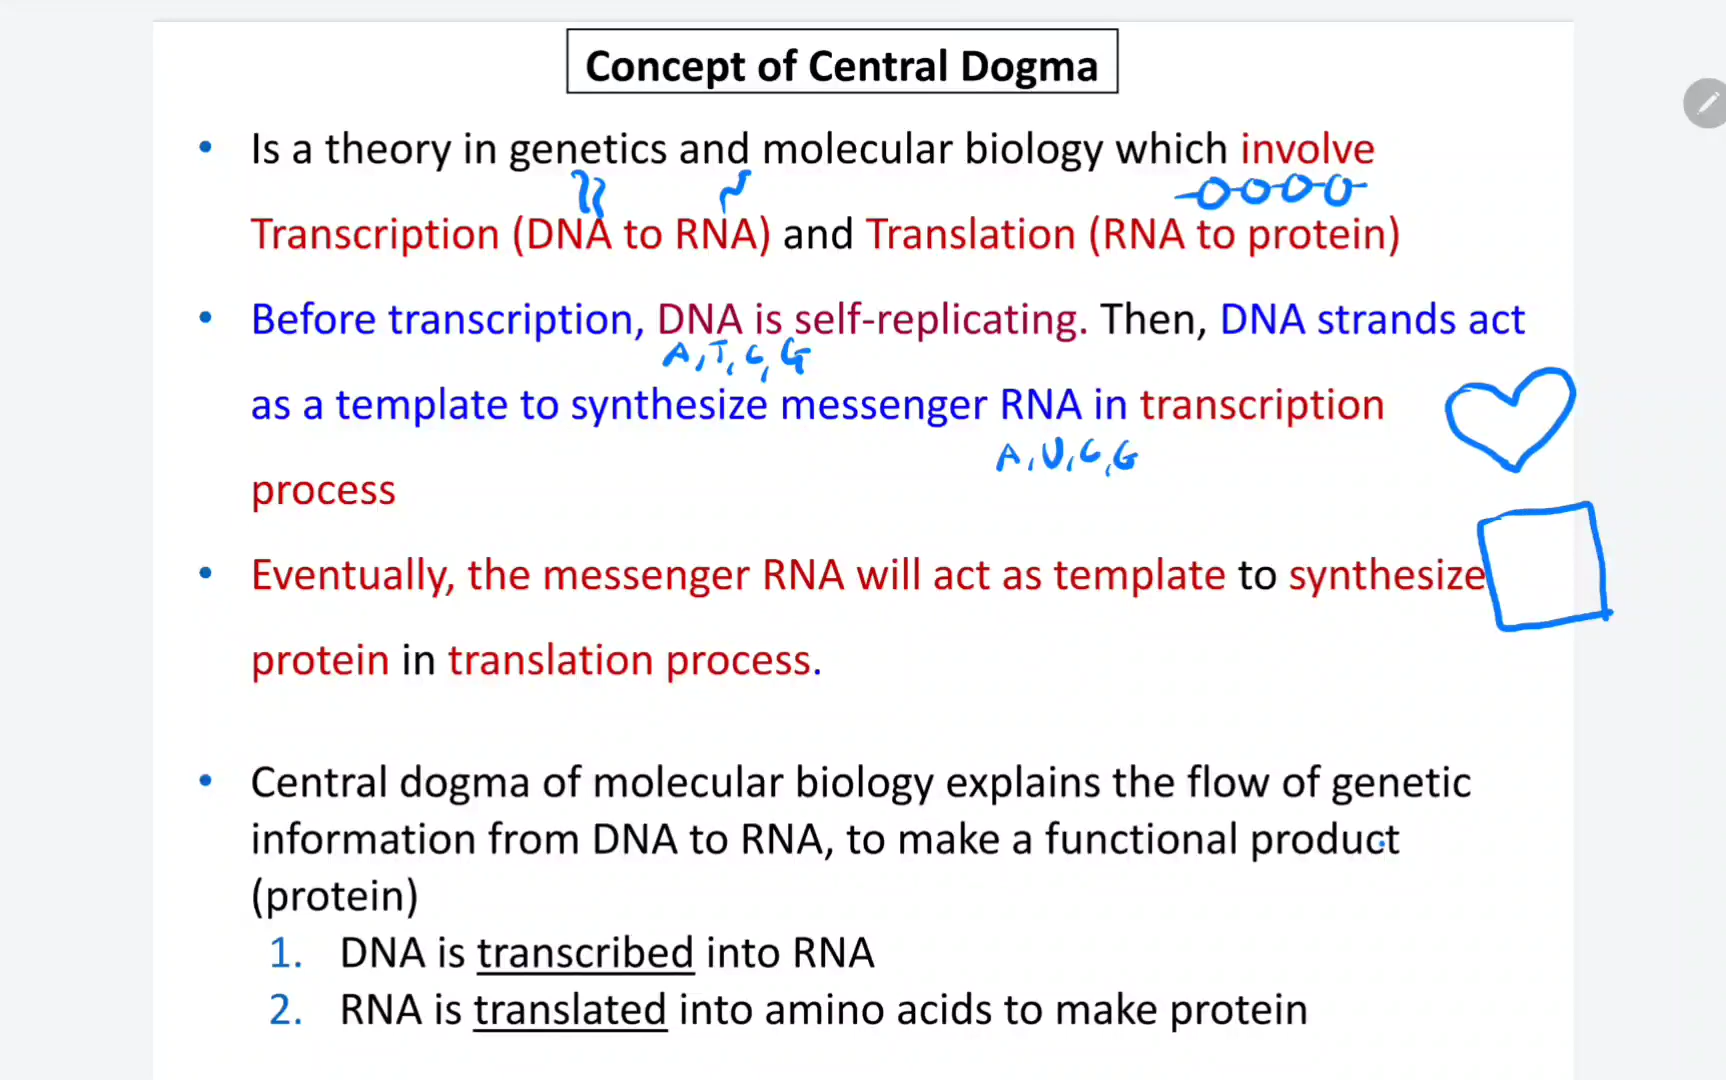 Concept of Central Dogma
• Is a theory in genetics and molecular biology which involve
Transcription (DNA to RNA) and Translation (RNA to protein)
• Before transcription, DNA is self-replicating. Then, DNA strands act
A, T, C, G
as a template to synthesize messenger RNA in transcription
A, U, C, G
process
• Eventually, the messenger RNA will act as template to synthesize
protein in translation process.
• Central dogma of molecular biology explains the flow of genetic
information from DNA to RNA, to make a functional product
(protein)
1. DNA is transcribed into RNA
2. RNA is translated into amino acids to make protein